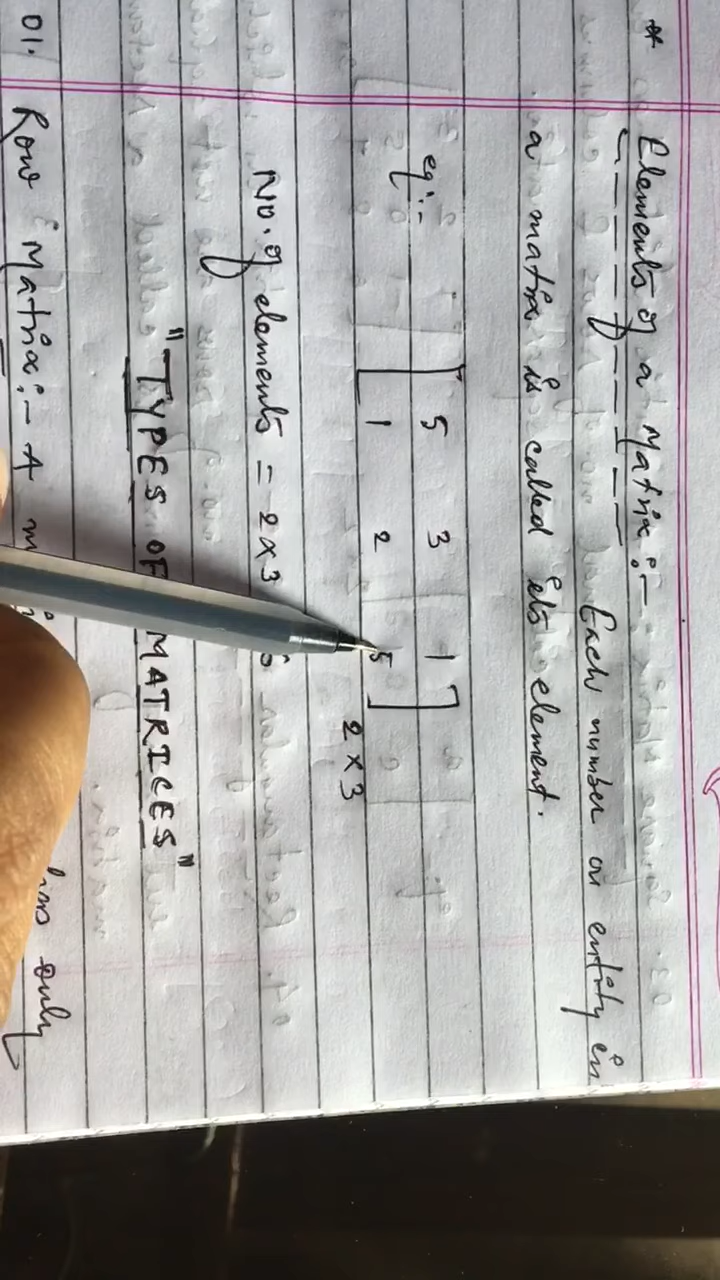 * Elements of a Matrix :-
Each number or entity in
a matrix is called its element.
eg:- [ 5 3 1
1 2 5 ] 2 x 3
No. of elements = 2 x 3
"TYPES OF MATRICES"
01. Row Matrix :- A only